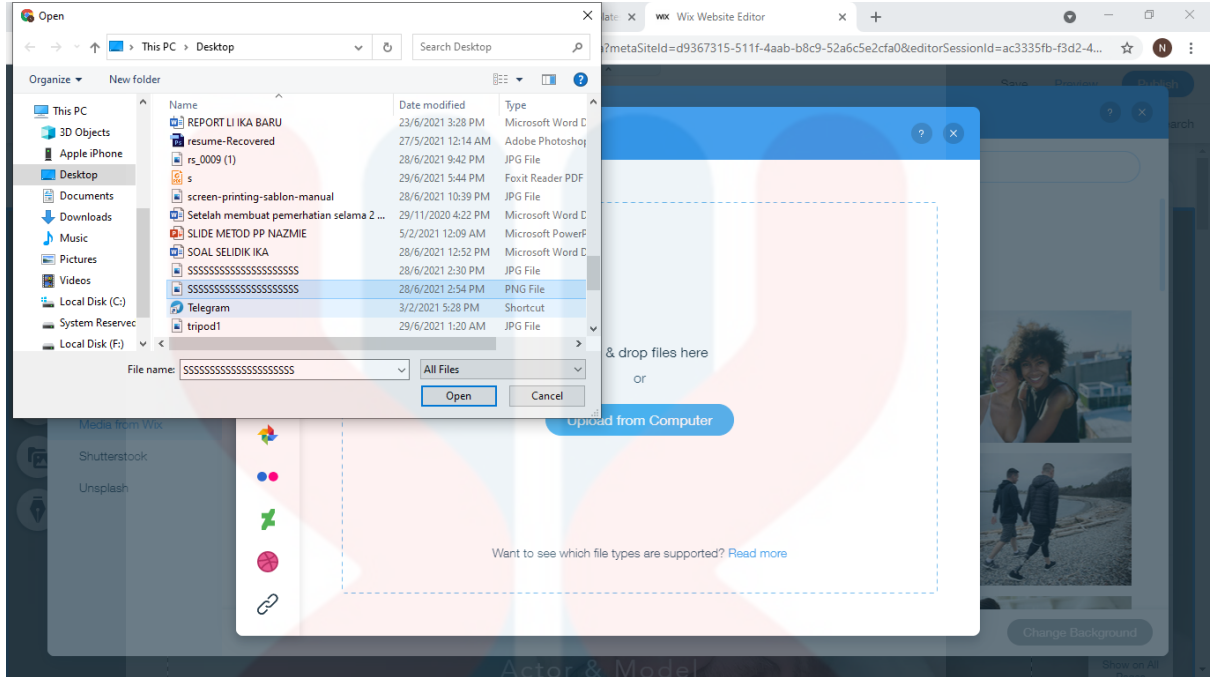 Open
late
Wix Website Editor
This PC > Desktop
Search Desktop
?metaSiteId=d9367315-511f-4aab-b8c9-52a6c5e2cfa0&editorSessionId=ac3335fb-f3d2-4...
N
Organize
New folder
Save
Preview
Publish
This PC
3D Objects
Apple iPhone
Desktop
Documents
Downloads
Music
Pictures
Videos
Local Disk (C:)
System Reserved
Local Disk (F:)
Name Date modified Type
REPORT LI IKA BARU 23/6/2021 3:28 PM Microsoft Word D
resume-Recovered 27/5/2021 12:14 AM Adobe Photoshop
rs_0009 (1) 28/6/2021 9:42 PM JPG File
s 29/6/2021 5:44 PM Foxit Reader PDF
screen-printing-sablon-manual 28/6/2021 10:39 PM JPG File
Setelah membuat pemerhatian selama 2 ... 29/11/2020 4:22 PM Microsoft Word D
SLIDE METOD PP NAZMIE 5/2/2021 12:09 AM Microsoft PowerP
SOAL SELIDIK IKA 28/6/2021 12:52 PM Microsoft Word D
SSSSSSSSSSSSSSSSSSSSS 28/6/2021 2:30 PM JPG File
SSSSSSSSSSSSSSSSSSSSS 28/6/2021 2:54 PM PNG File
Telegram 3/2/2021 5:28 PM Shortcut
tripod1 29/6/2021 1:20 AM JPG File
File name: SSSSSSSSSSSSSSSSSSSSS
All Files
Open
Cancel
arch
& drop files here
or
Upload from Computer
Media from Wix
Shutterstock
Unsplash
Want to see which file types are supported? Read more
Change Background
Actor & Model
Show on All